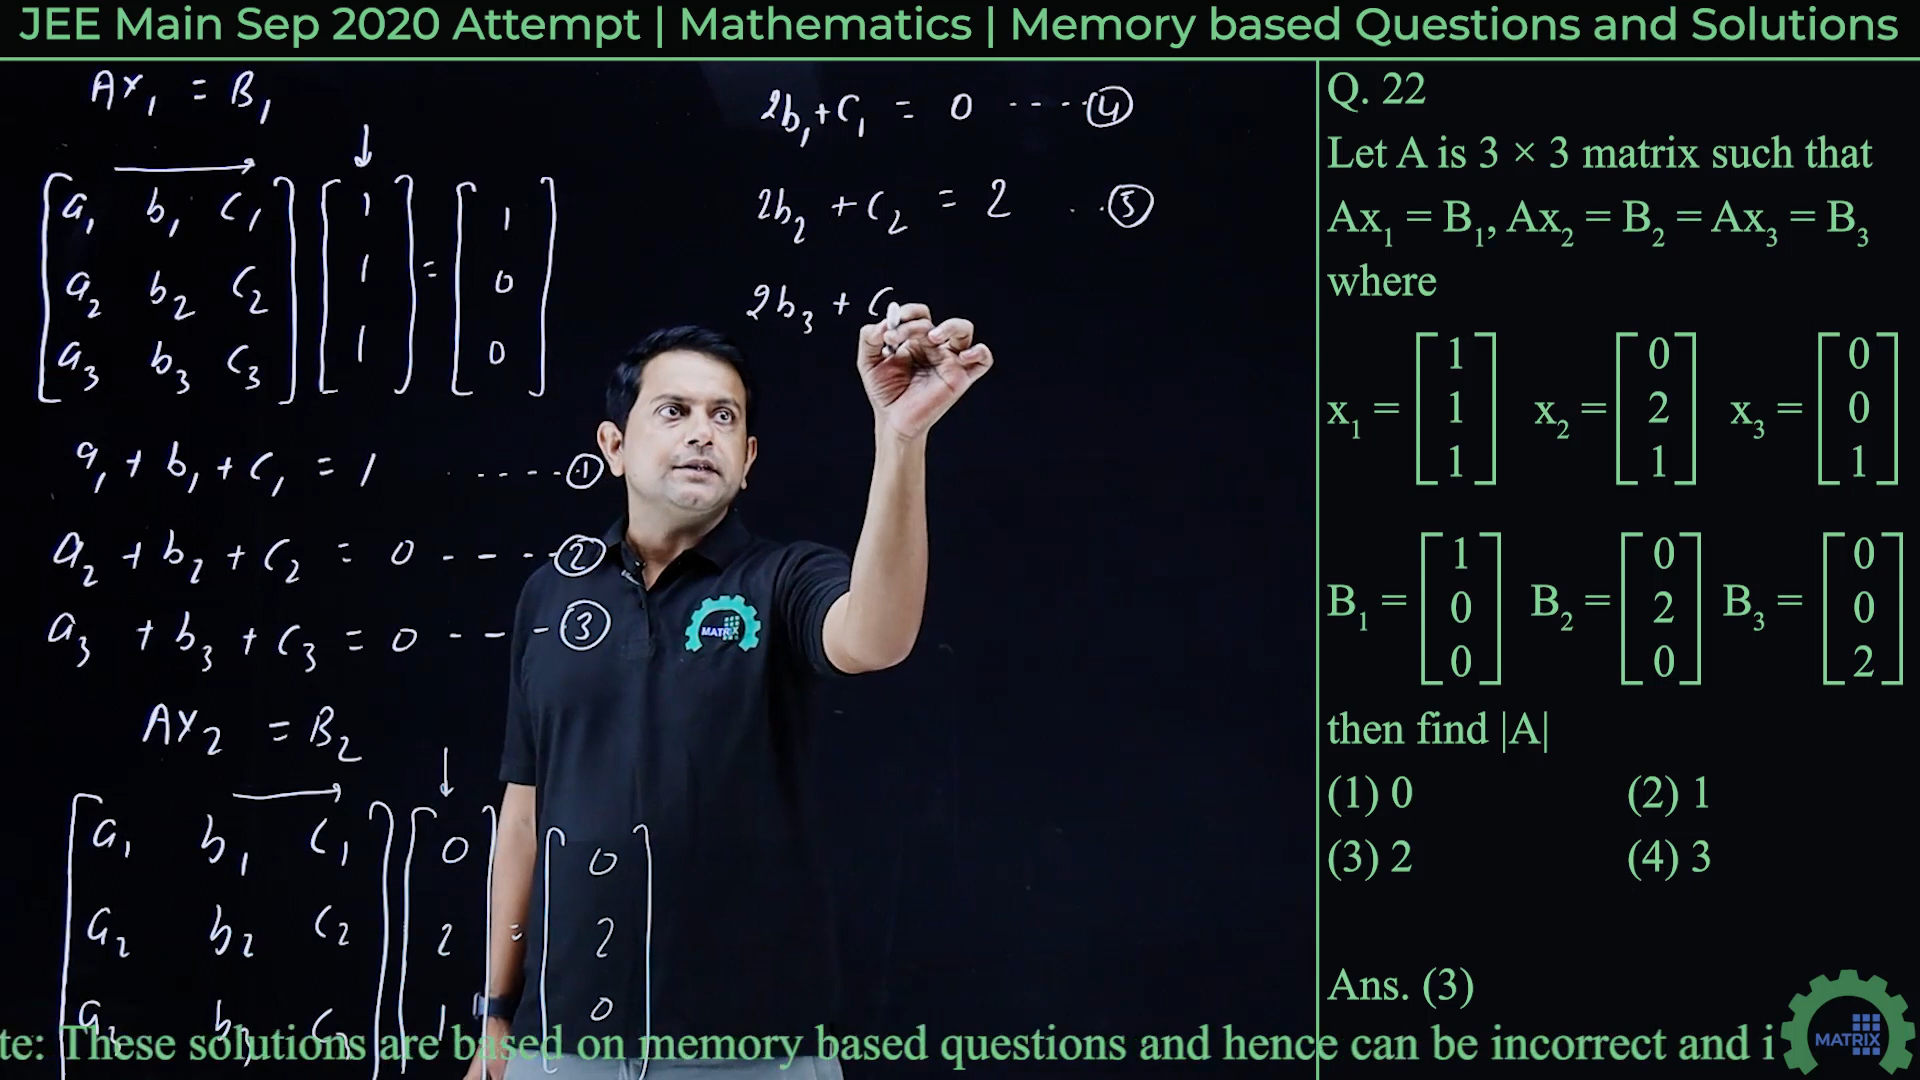 JEE Main Sep 2020 Attempt | Mathematics | Memory based Questions and Solutions
Ax₁ = B₁
[a₁ b₁ c₁] [1] = [1]
[a₂ b₂ c₂] [1] = [0]
[a₃ b₃ c₃] [1] = [0]
a₁ + b₁ + c₁ = 1 ----- ①
a₂ + b₂ + c₂ = 0 ---- ②
a₃ + b₃ + c₃ = 0 --- ③
Ax₂ = B₂
[a₁ b₁ c₁] [0] = [0]
[a₂ b₂ c₂] [2] = [2]
[b₃ c₃] [1] = [0]
2b₁ + c₁ = 0 ---- ④
2b₂ + c₂ = 2 ... ⑤
2b₃ + c
MATRIX
Q. 22
Let A is 3 × 3 matrix such that
Ax₁ = B₁, Ax₂ = B₂ = Ax₃ = B₃
where
x₁ = [1 1 1] x₂ = [0 2 1] x₃ = [0 0 1]
B₁ = [1 0 0] B₂ = [0 2 0] B₃ = [0 0 2]
then find |A|
(1) 0 (2) 1
(3) 2 (4) 3
Ans. (3)
te: These solutions are based on memory based questions and hence can be incorrect and i
MATRIX